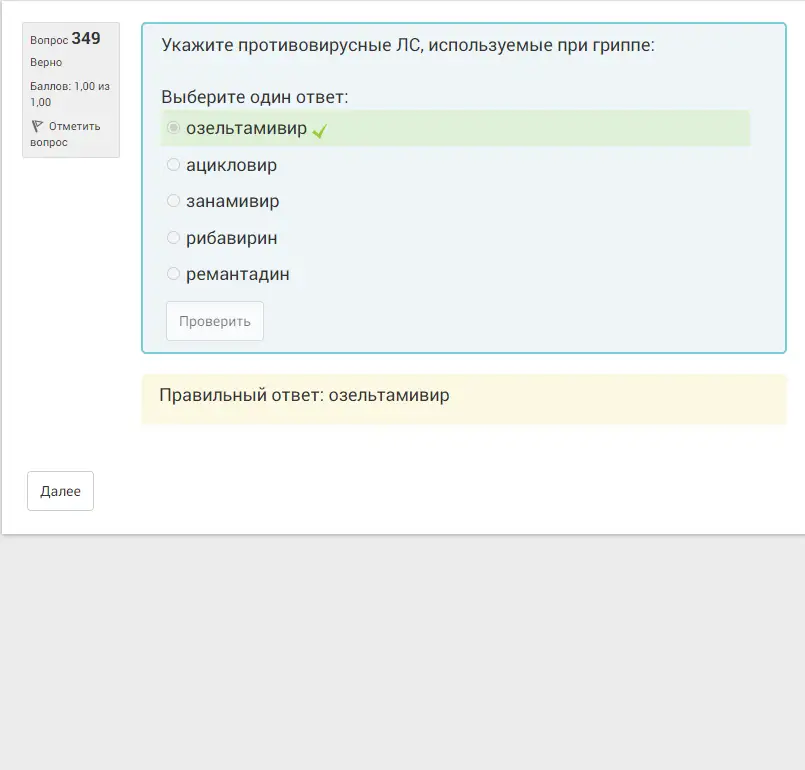 Вопрос 349
Верно
Баллов: 1,00 из
1,00
Отметить
вопрос
Укажите противовирусные ЛС, используемые при гриппе:
Выберите один ответ:
озельтамивир
ацикловир
занамивир
рибавирин
ремантадин
Проверить
Правильный ответ: озельтамивир
Далее